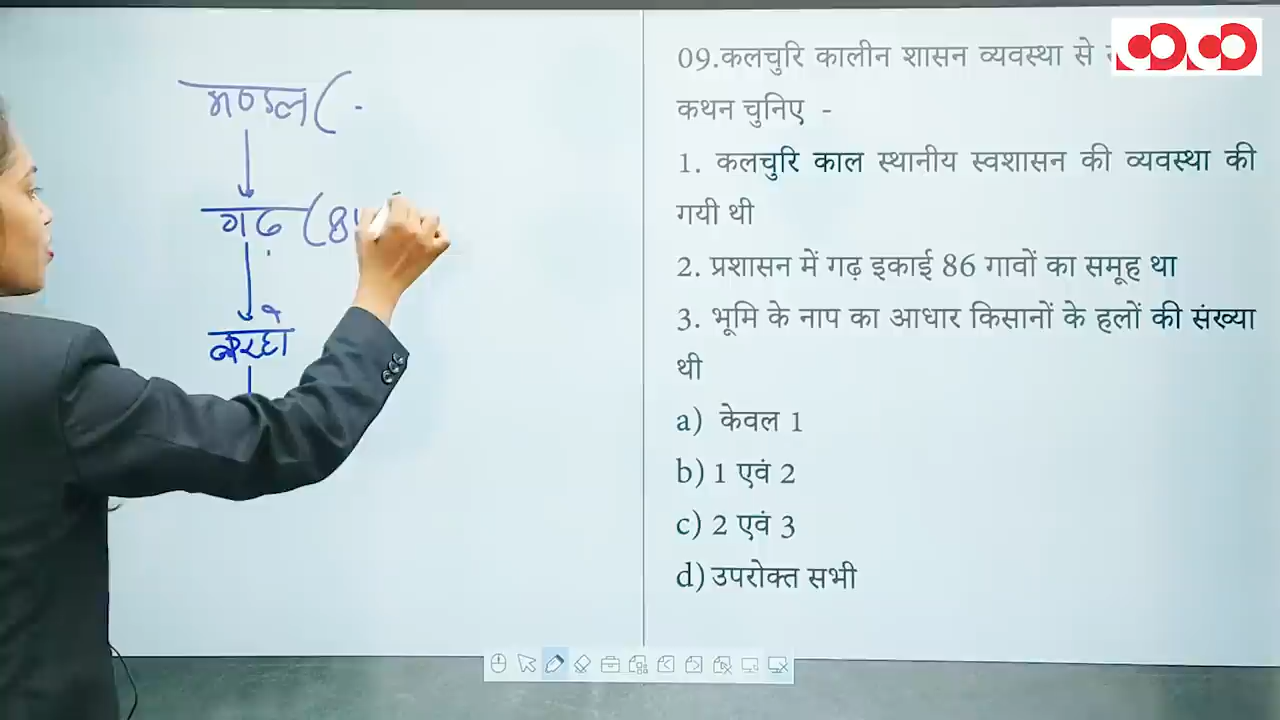 मण्डल ( -
गढ़ ( 8
बरहों
09.कलचुरि कालीन शासन व्यवस्था से
कथन चुनिए -
1. कलचुरि काल स्थानीय स्वशासन की व्यवस्था की
गयी थी
2. प्रशासन में गढ़ इकाई 86 गावों का समूह था
3. भूमि के नाप का आधार किसानों के हलों की संख्या
थी
a) केवल 1
b) 1 एवं 2
c) 2 एवं 3
d) उपरोक्त सभी